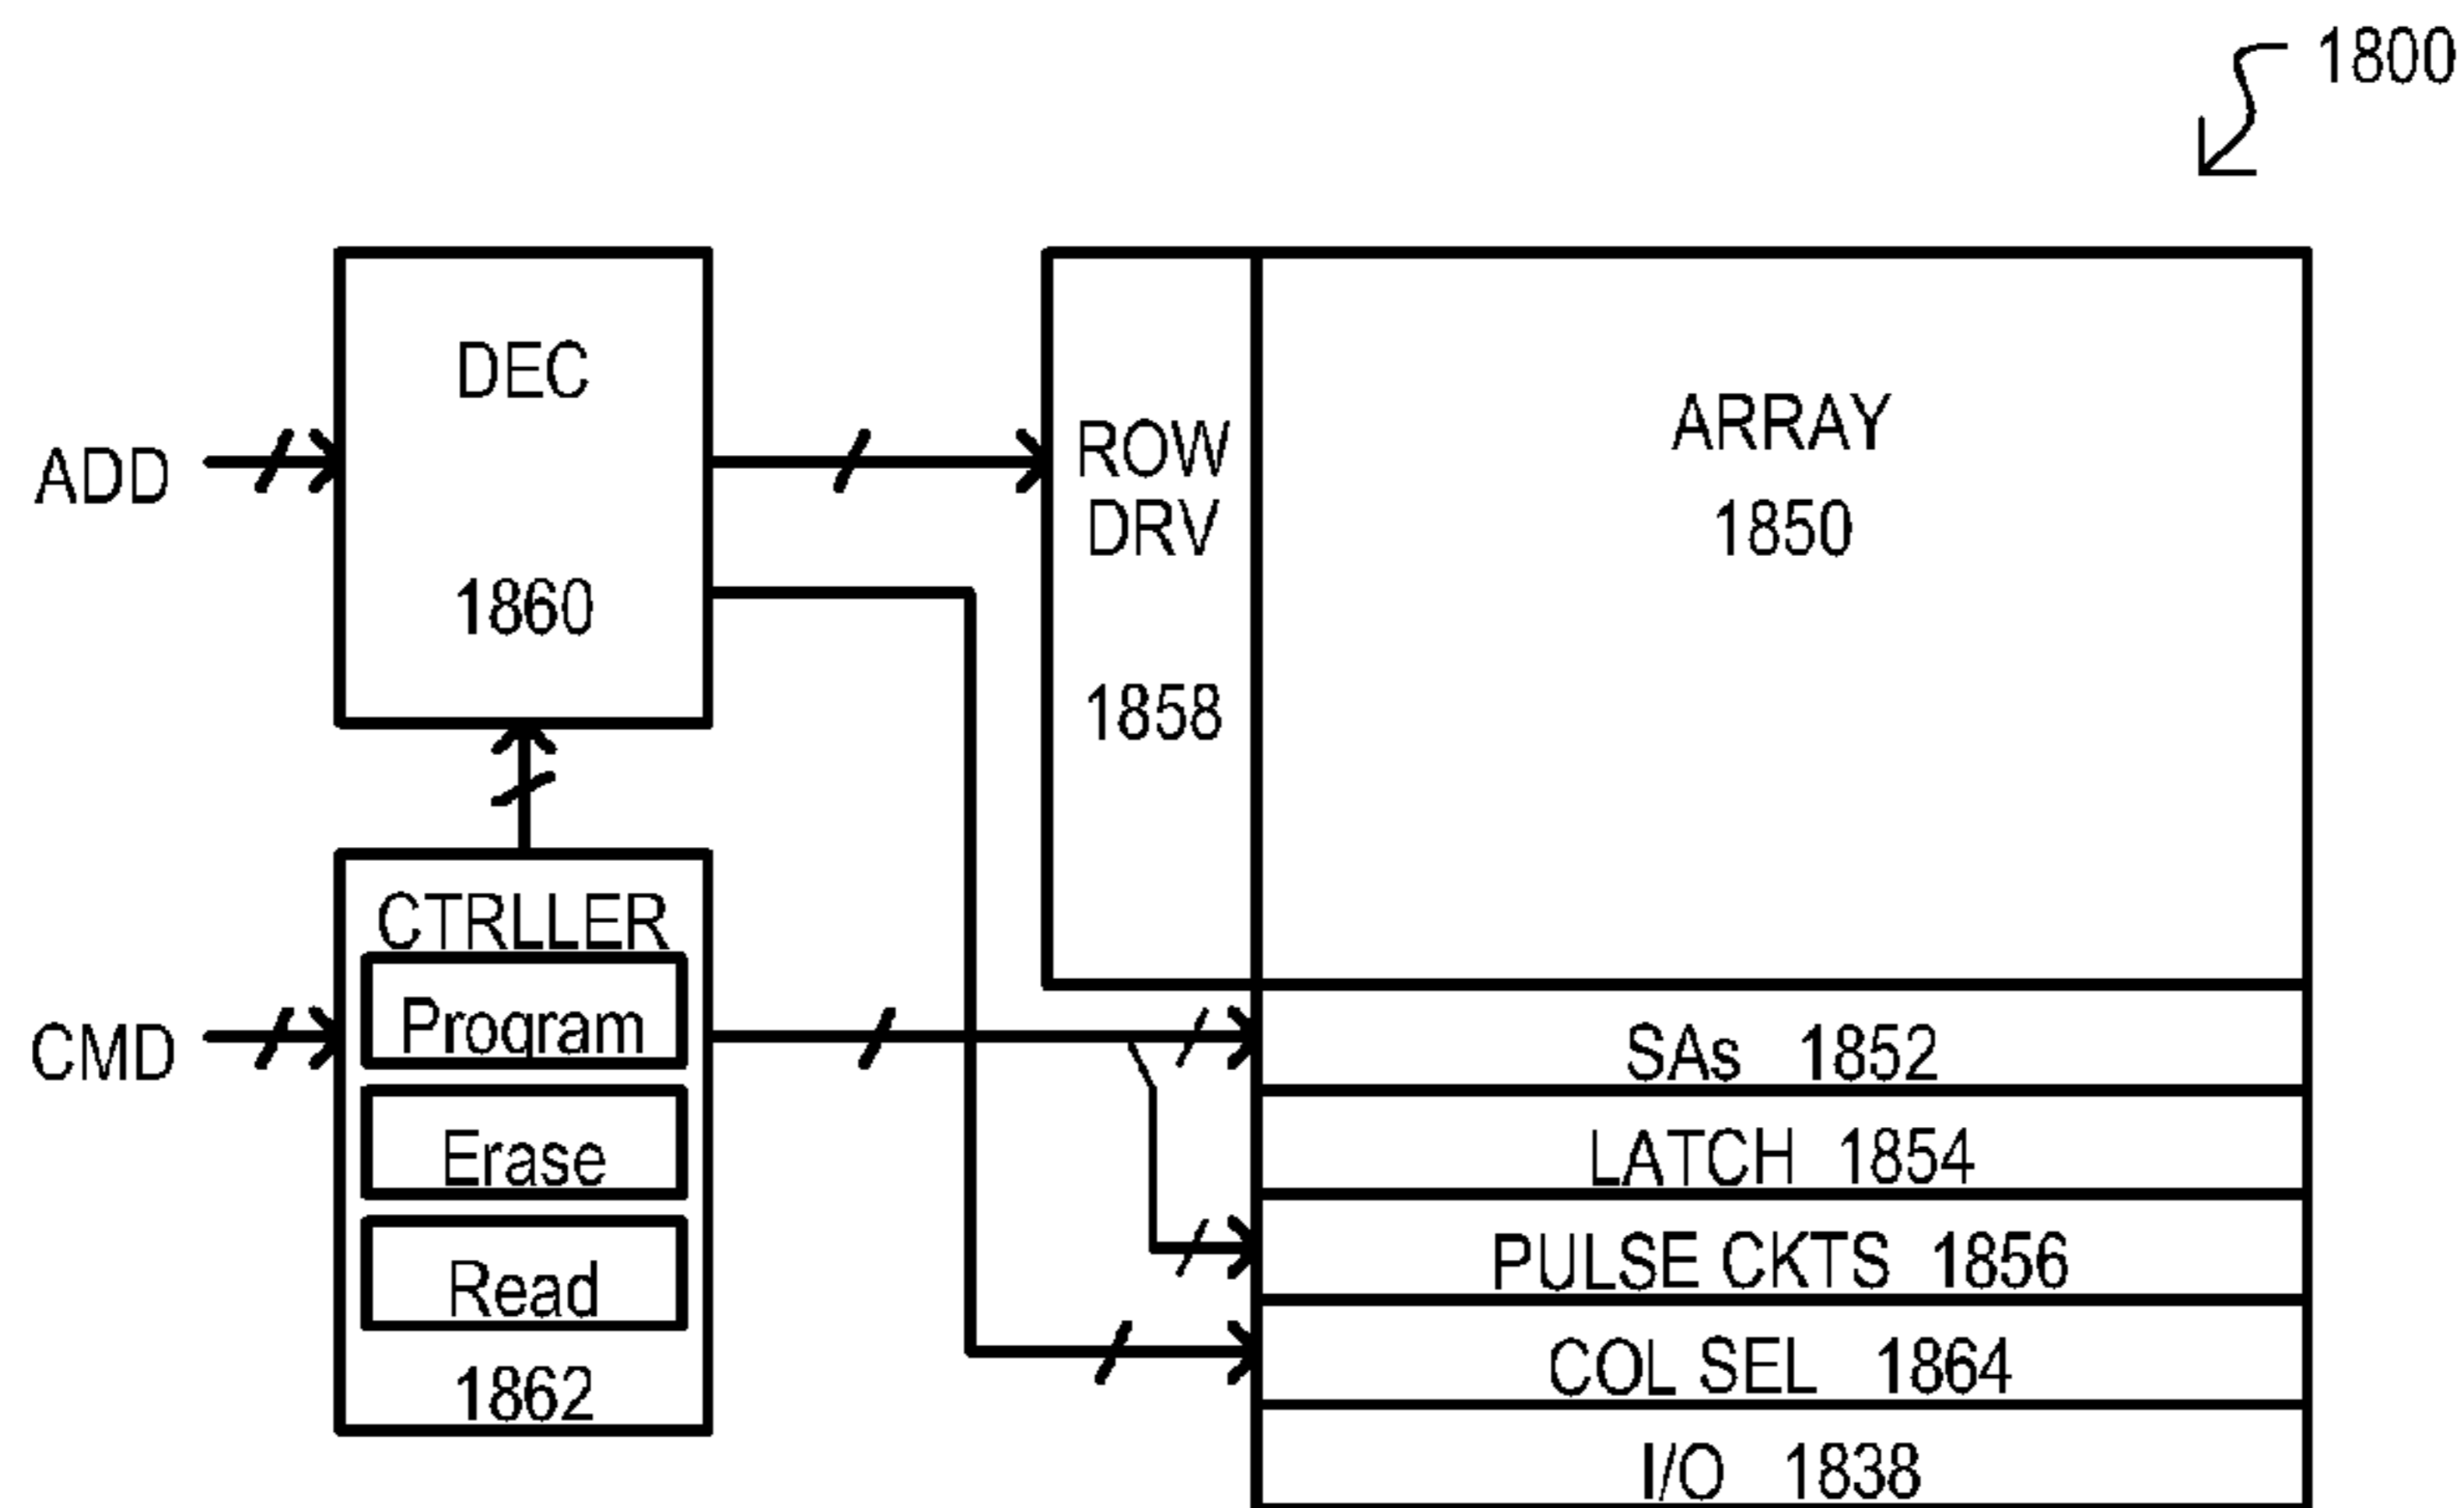 1800
DEC
1860
ADD
ROW
DRV
1858
ARRAY
1850
CTRLLER
Program
Erase
Read
1862
CMD
SAs 1852
LATCH 1854
PULSE CKTS 1856
COL SEL 1864
I/O 1838